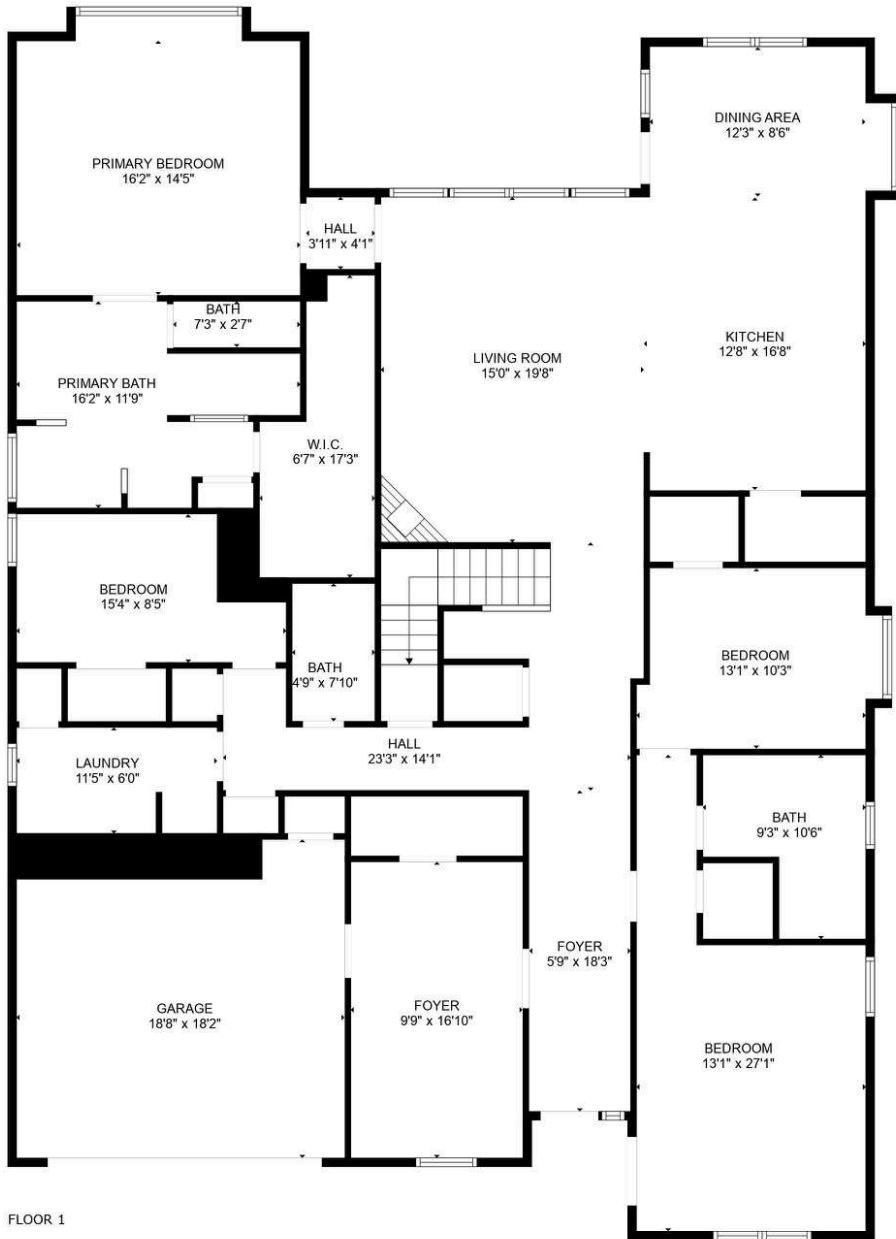 DINING AREA
12'3" x 8'6"
PRIMARY BEDROOM
16'2" x 14'5"
HALL
3'11" x 4'1"
BATH
7'3" x 2'7"
KITCHEN
12'8" x 16'8"
LIVING ROOM
15'0" x 19'8"
PRIMARY BATH
16'2" x 11'9"
W.I.C.
6'7" x 17'3"
BEDROOM
15'4" x 8'5"
BEDROOM
13'1" x 10'3"
BATH
4'9" x 7'10"
HALL
23'3" x 14'1"
LAUNDRY
11'5" x 6'0"
BATH
9'3" x 10'6"
FOYER
5'9" x 18'3"
GARAGE
18'8" x 18'2"
FOYER
9'9" x 16'10"
BEDROOM
13'1" x 27'1"
FLOOR 1